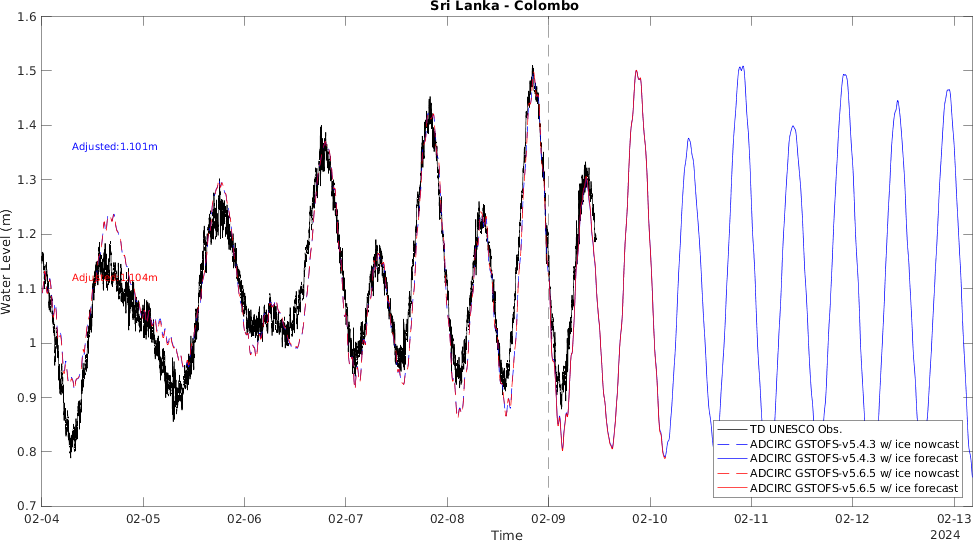 Sri Lanka - Colombo
1.6
1.5
1.4
1.3
1.2
1.1
1
0.9
0.8
0.7
Water Level (m)
Adjusted:1.101m
Adjusted:1.104m
TD UNESCO Obs.
ADCIRC GSTOFS-v5.4.3 w/ ice nowcast
ADCIRC GSTOFS-v5.4.3 w/ ice forecast
ADCIRC GSTOFS-v5.6.5 w/ ice nowcast
ADCIRC GSTOFS-v5.6.5 w/ ice forecast
02-04 02-05 02-06 02-07 02-08 02-09 02-10 02-11 02-12 02-13
Time
2024